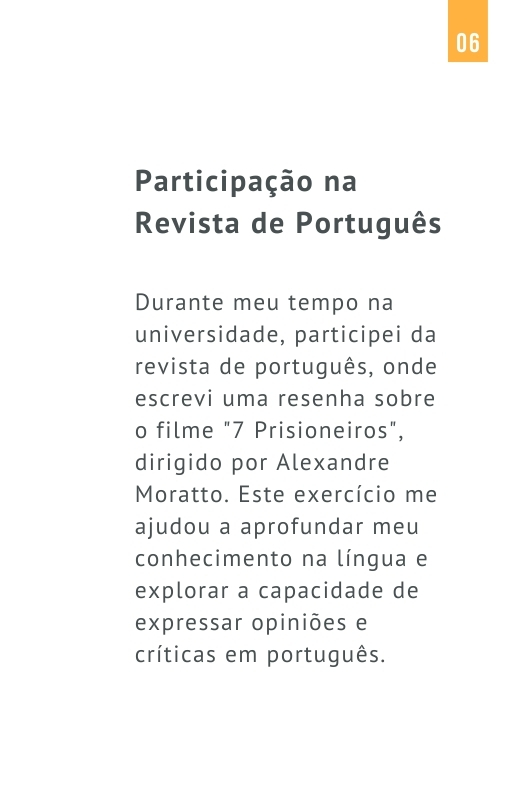 06
Participação na
Revista de Português
Durante meu tempo na
universidade, participei da
revista de português, onde
escrevi uma resenha sobre
o filme "7 Prisioneiros",
dirigido por Alexandre
Moratto. Este exercício me
ajudou a aprofundar meu
conhecimento na língua e
explorar a capacidade de
expressar opiniões e
críticas em português.